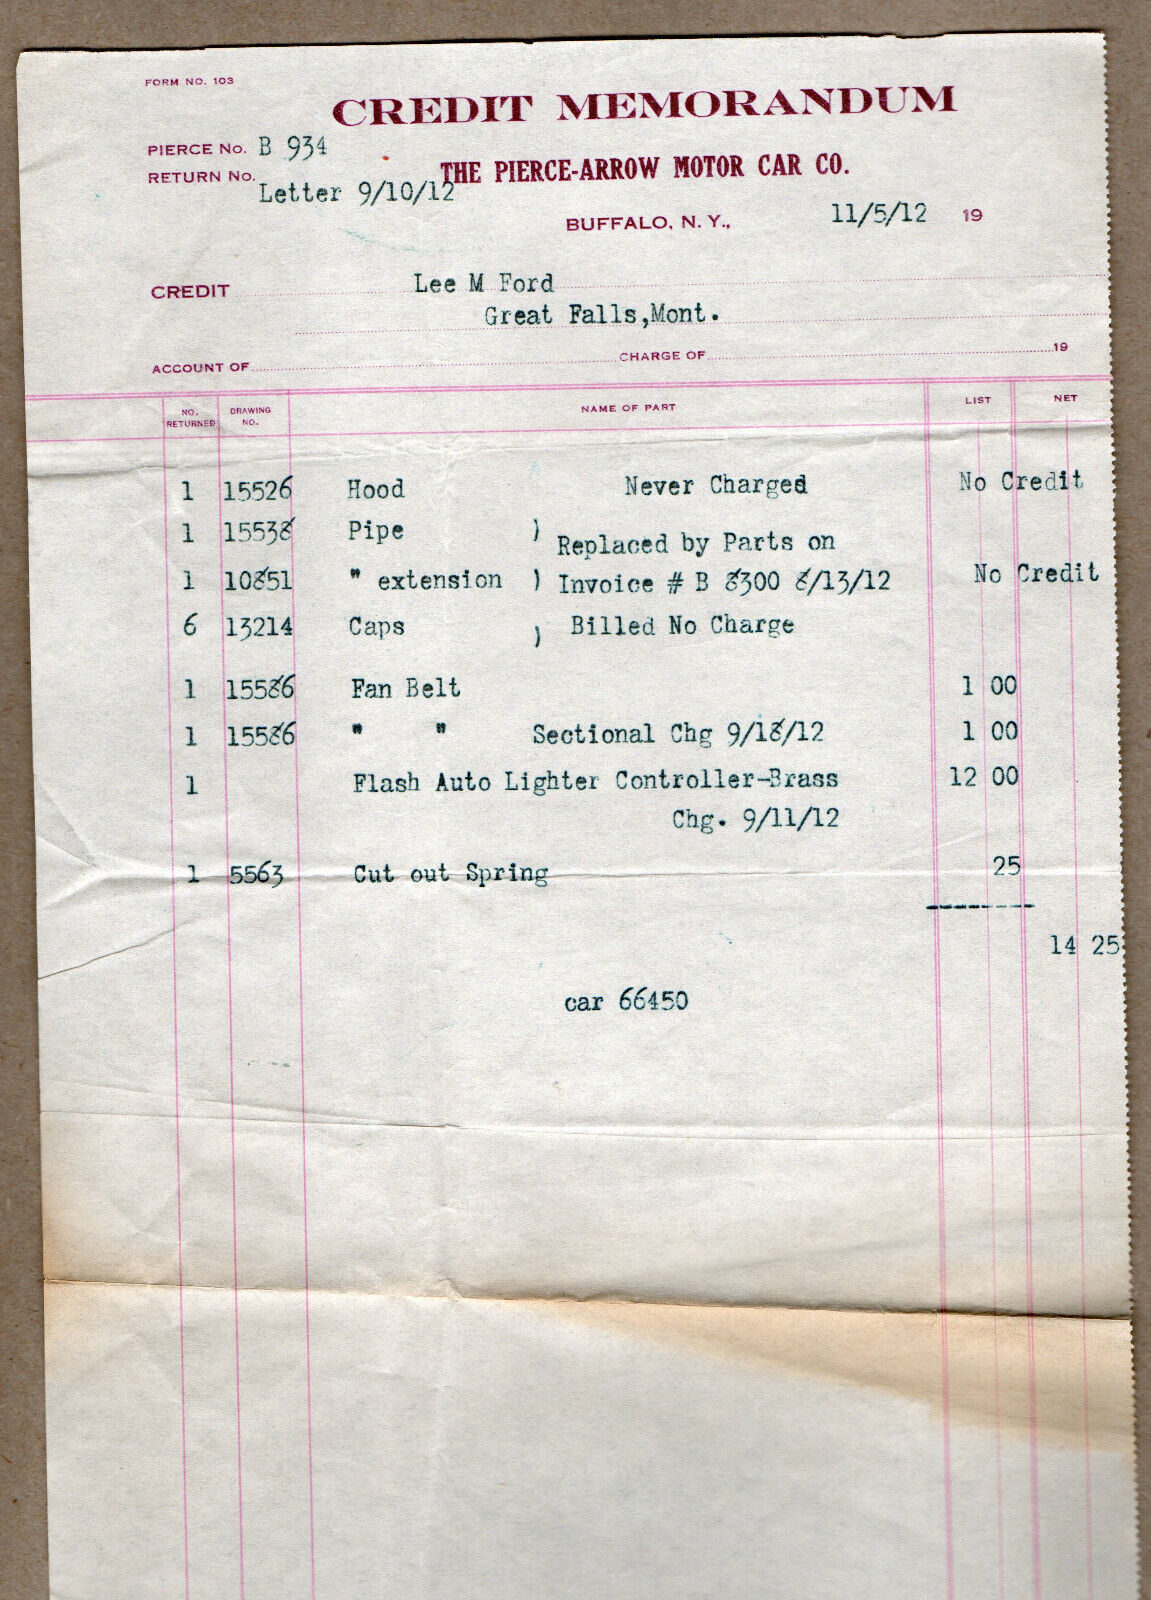 FORM NO. 103
CREDIT MEMORANDUM
PIERCE No. B 934
THE PIERCE-ARROW MOTOR CAR CO.
RETURN No. Letter 9/10/12
BUFFALO, N. Y., 11/5/12 19
CREDIT Lee M Ford
Great Falls,Mont.
ACCOUNT OF CHARGE OF 19
NO. RETURNED DRAWING NO. NAME OF PART LIST NET
1 15526 Hood Never Charged No Credit
1 15538 Pipe ) Replaced by Parts on
1 10851 " extension ) Invoice # B 8300 8/13/12 No Credit
6 13214 Caps ) Billed No Charge
1 15586 Fan Belt 1 00
1 15586 " " Sectional Chg 9/18/12 1 00
1 Flash Auto Lighter Controller-Brass 12 00
Chg. 9/11/12
1 5563 Cut out Spring 25
14 25
car 66450